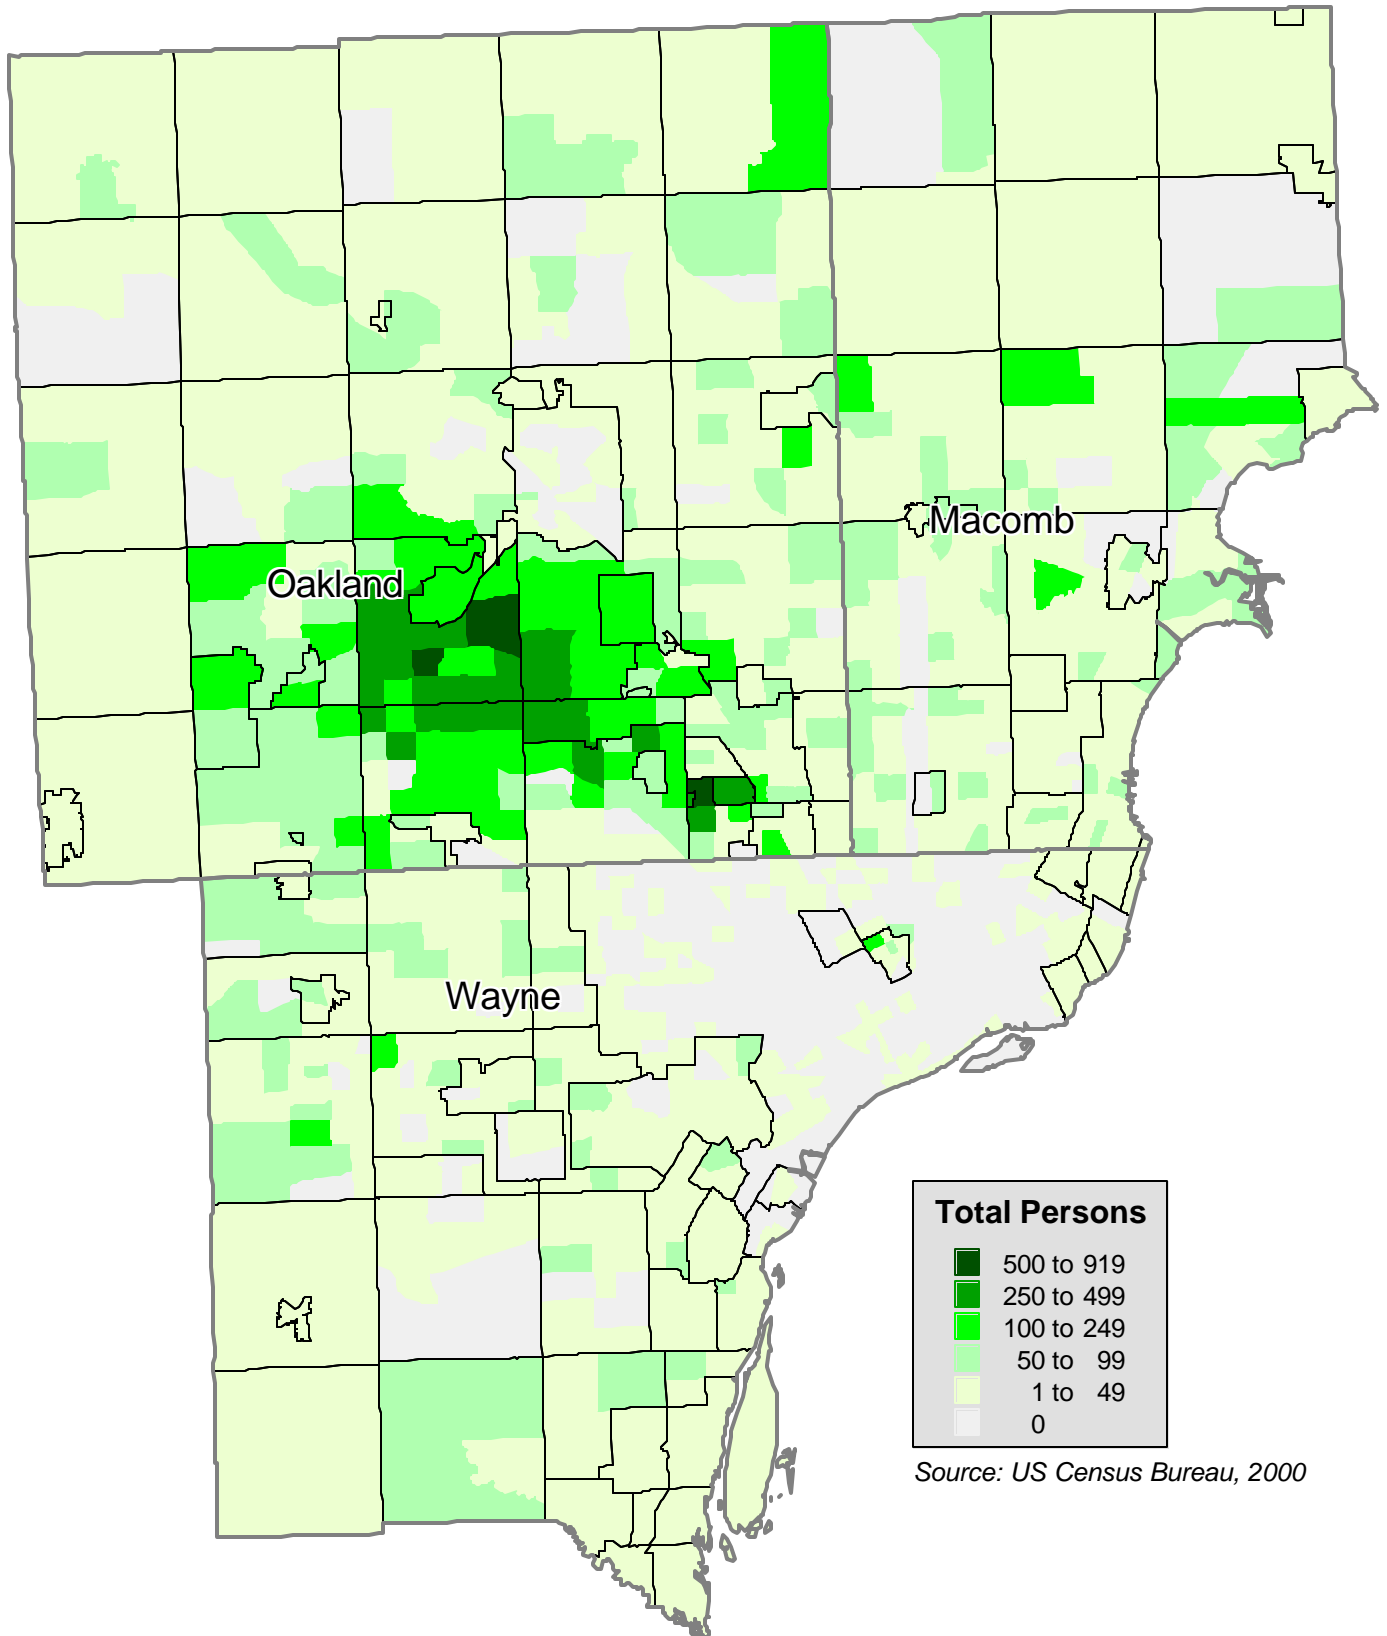 Macomb
Oakland
Wayne
Total Persons
500 to 919
250 to 499
100 to 249
50 to 99
1 to 49
0
Source: US Census Bureau, 2000